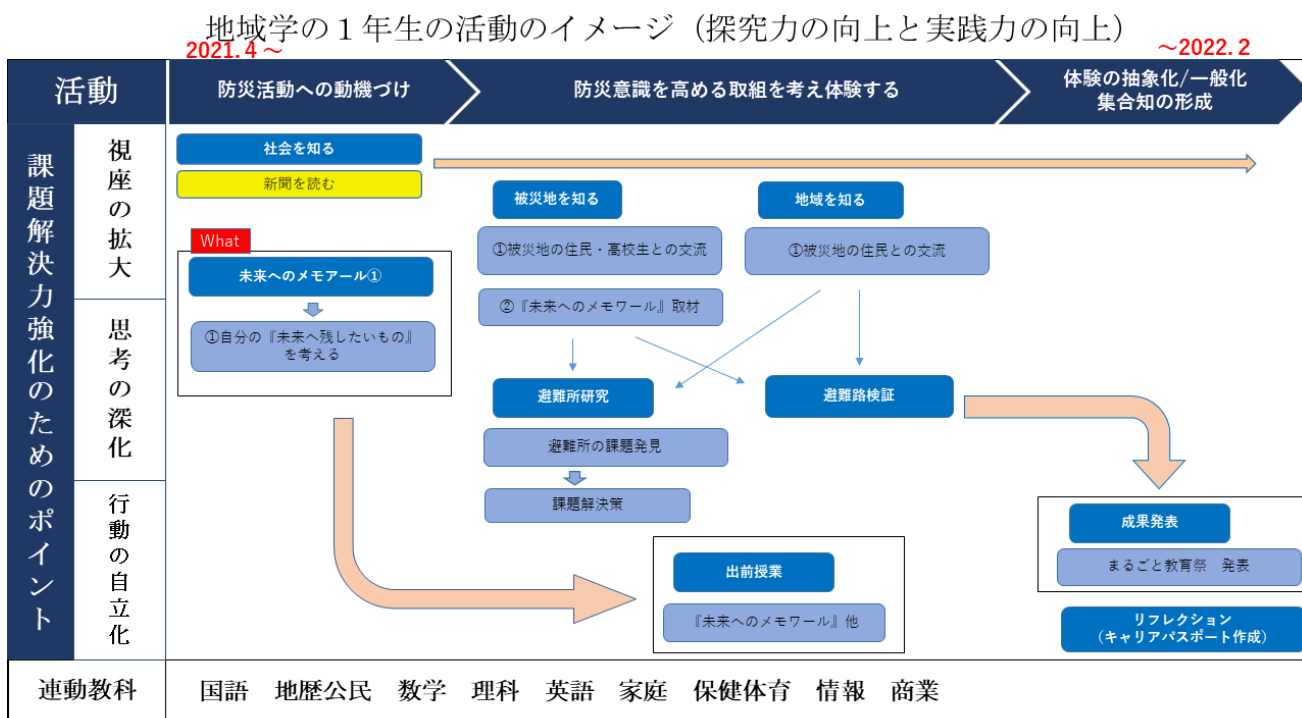 地域学の１年生の活動のイメージ（探究力の向上と実践力の向上）
2021.4～
～2022.2
活動
防災活動への動機づけ
防災意識を高める取組を考え体験する
体験の抽象化/一般化
集合知の形成
課題解決力強化のためのポイント
視座の拡大
社会を知る
新聞を読む
What
未来へのメモアール①
①自分の『未来へ残したいもの』
を考える
被災地を知る
①被災地の住民・高校生との交流
②『未来へのメモワール』取材
地域を知る
①被災地の住民との交流
思考の深化
避難所研究
避難所の課題発見
課題解決策
避難路検証
行動の自立化
出前授業
『未来へのメモワール』他
成果発表
まるごと教育祭　発表
リフレクション
（キャリアパスポート作成）
連動教科
国語　地歴公民　数学　理科　英語　家庭　保健体育　情報　商業